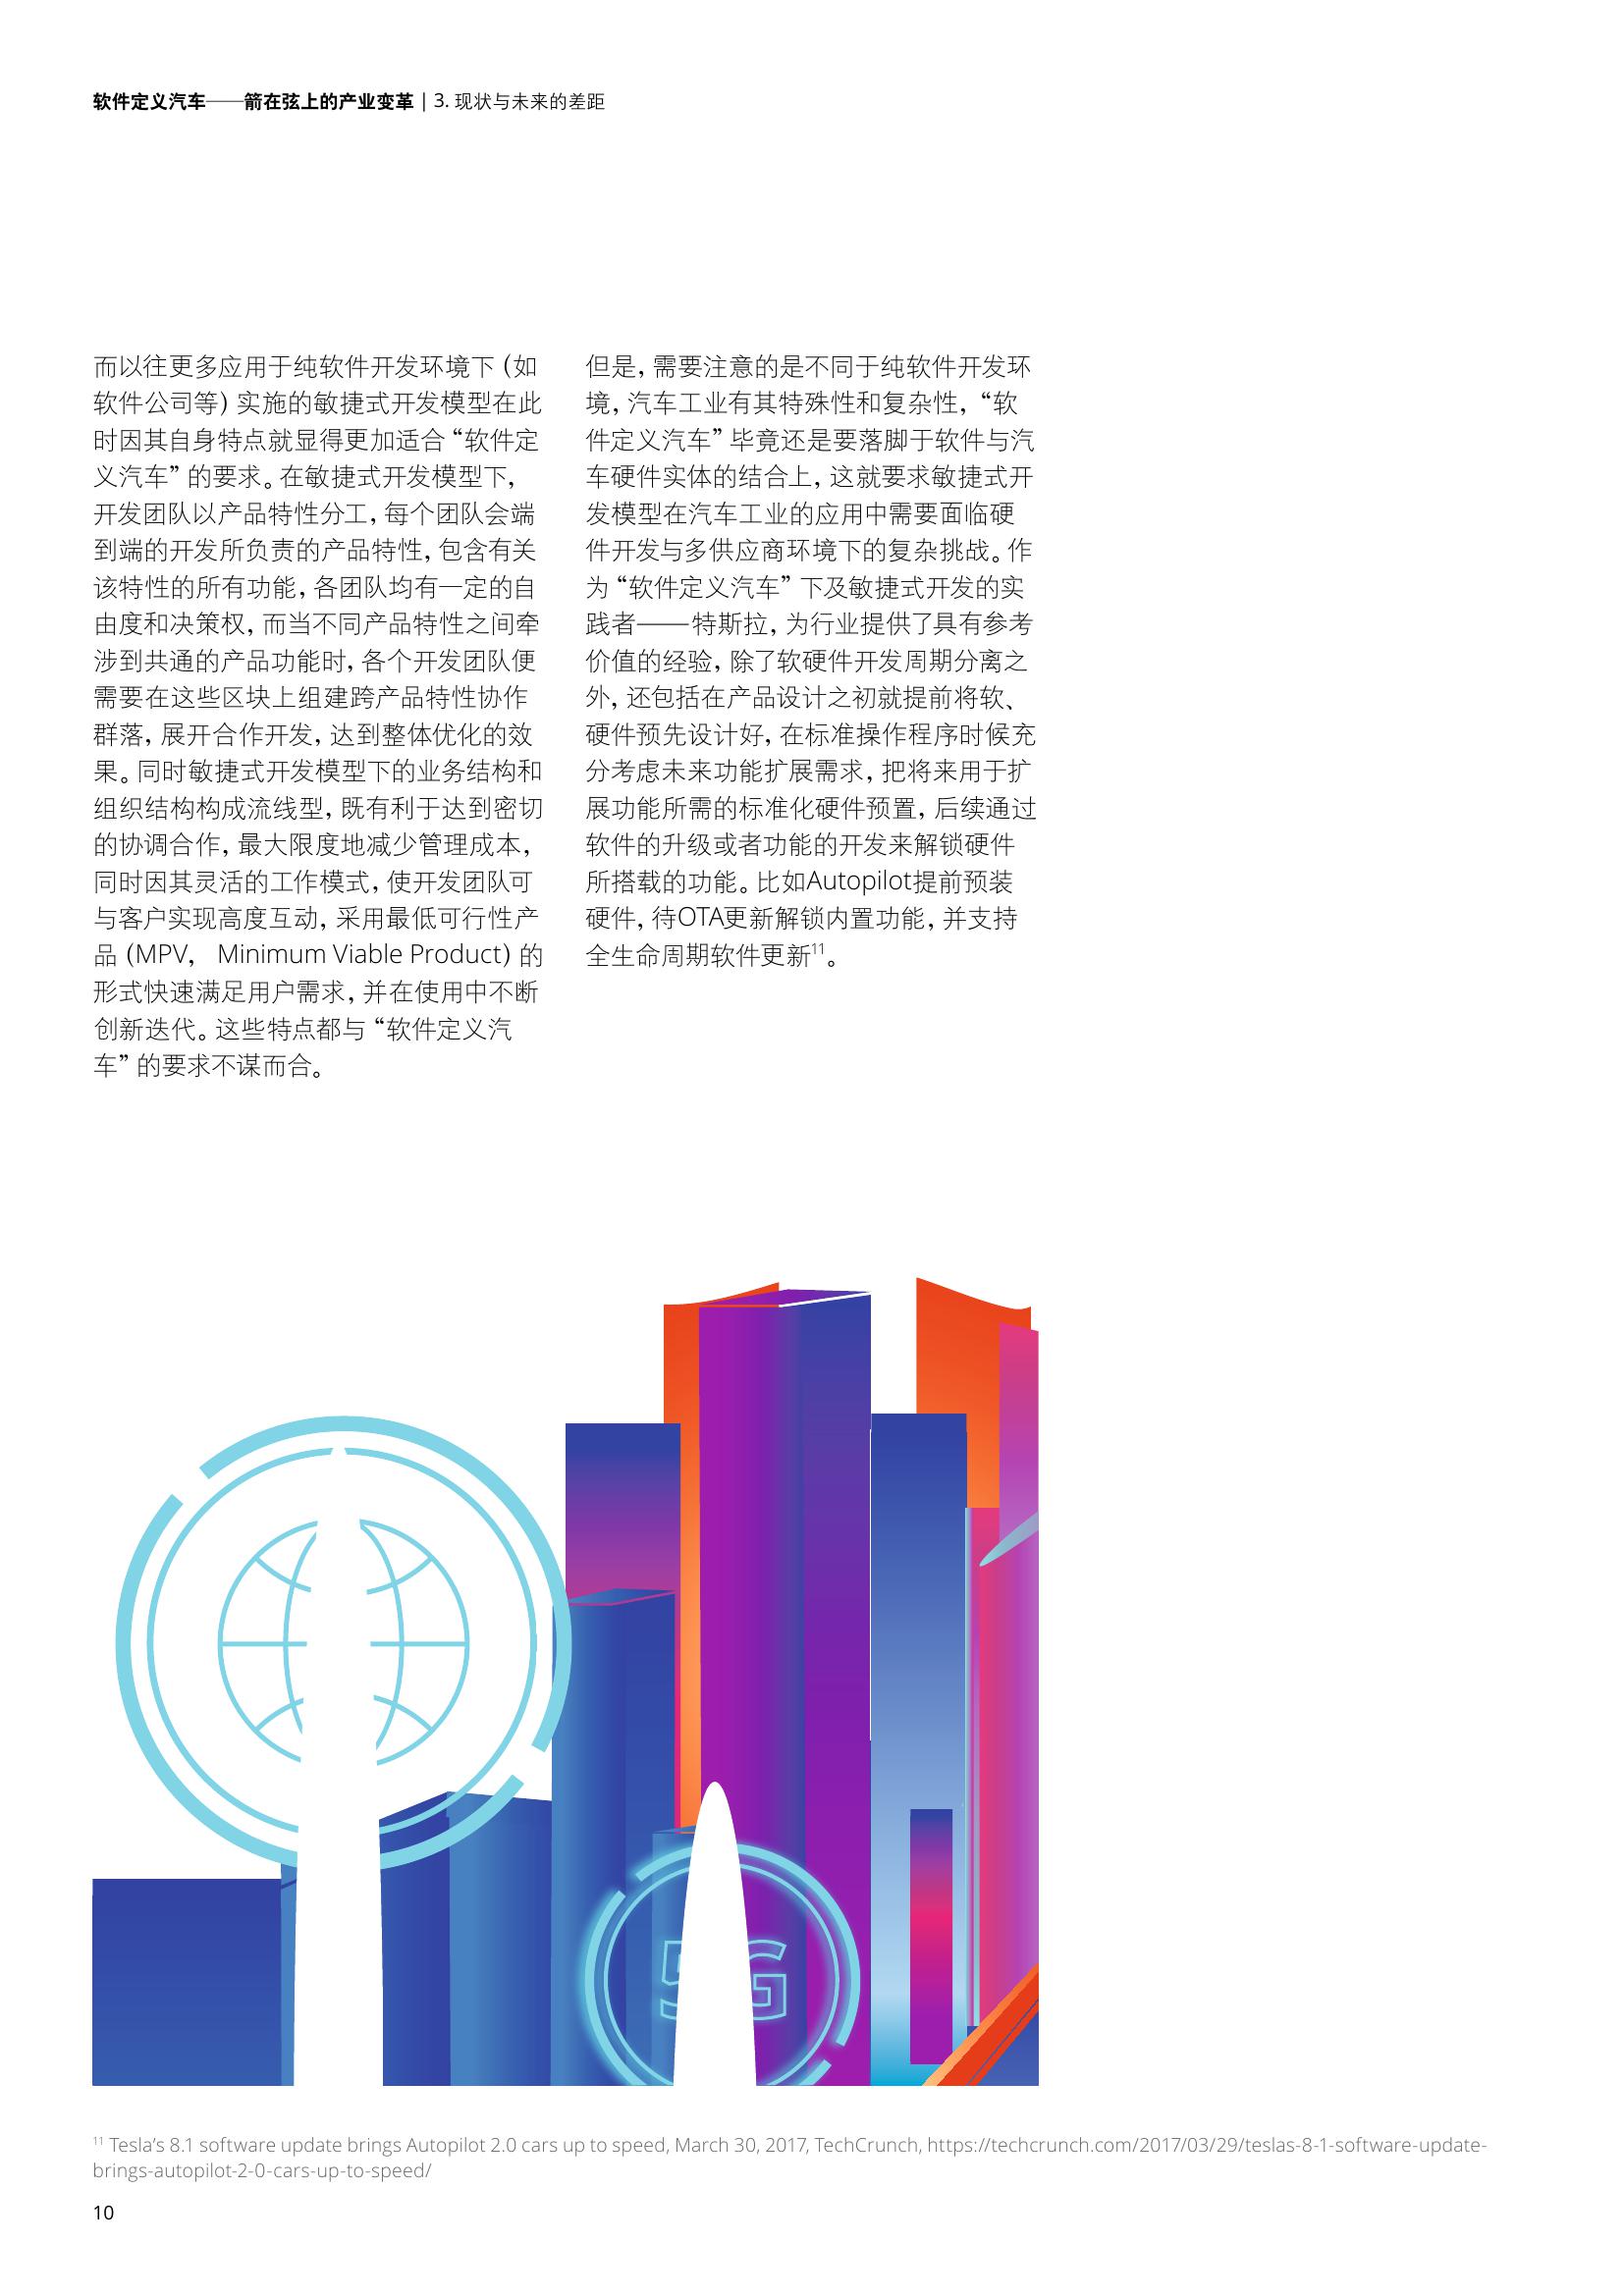 软件定义汽车——箭在弦上的产业变革 | 3. 现状与未来的差距
而以往更多应用于纯软件开发环境下（如
软件公司等）实施的敏捷式开发模型在此
时因其自身特点就显得更加适合“软件定
义汽车”的要求。在敏捷式开发模型下，
开发团队以产品特性分工，每个团队会端
到端的开发所负责的产品特性，包含有关
该特性的所有功能，各团队均有一定的自
由度和决策权，而当不同产品特性之间牵
涉到共通的产品功能时，各个开发团队便
需要在这些区块上组建跨产品特性协作
群落，展开合作开发，达到整体优化的效
果。同时敏捷式开发模型下的业务结构和
组织结构构成流线型，既有利于达到密切
的协调合作，最大限度地减少管理成本，
同时因其灵活的工作模式，使开发团队可
与客户实现高度互动，采用最低可行性产
品（MPV， Minimum Viable Product）的
形式快速满足用户需求，并在使用中不断
创新迭代。这些特点都与“软件定义汽
车”的要求不谋而合。
但是，需要注意的是不同于纯软件开发环
境，汽车工业有其特殊性和复杂性，“软
件定义汽车”毕竟还是要落脚于软件与汽
车硬件实体的结合上，这就要求敏捷式开
发模型在汽车工业的应用中需要面临硬
件开发与多供应商环境下的复杂挑战。作
为“软件定义汽车”下及敏捷式开发的实
践者——特斯拉，为行业提供了具有参考
价值的经验，除了软硬件开发周期分离之
外，还包括在产品设计之初就提前将软、
硬件预先设计好，在标准操作程序时候充
分考虑未来功能扩展需求，把将来用于扩
展功能所需的标准化硬件预置，后续通过
软件的升级或者功能的开发来解锁硬件
所搭载的功能。比如Autopilot提前预装
硬件，待OTA更新解锁内置功能，并支持
全生命周期软件更新11。
5G
11 Tesla’s 8.1 software update brings Autopilot 2.0 cars up to speed, March 30, 2017, TechCrunch, https://techcrunch.com/2017/03/29/teslas-8-1-software-update-
brings-autopilot-2-0-cars-up-to-speed/
10